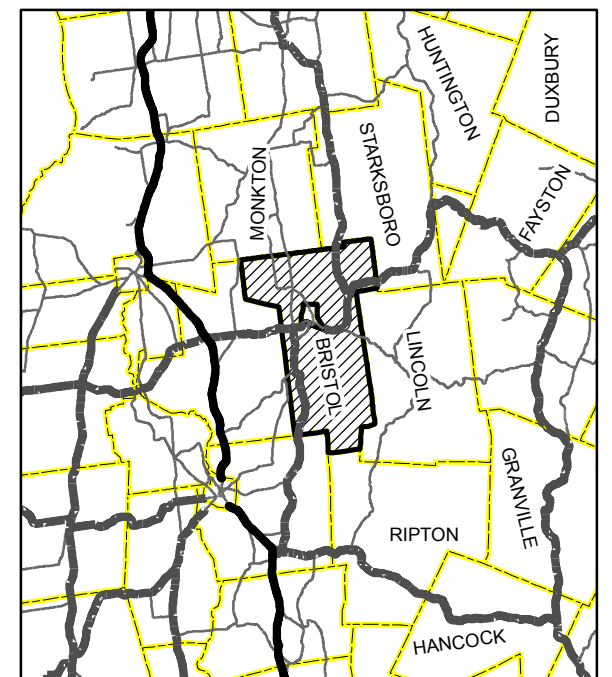 HUNTINGTON
DUXBURY
STARKSBORO
MONKTON
FAYSTON
BRISTOL
LINCOLN
GRANVILLE
RIPTON
HANCOCK